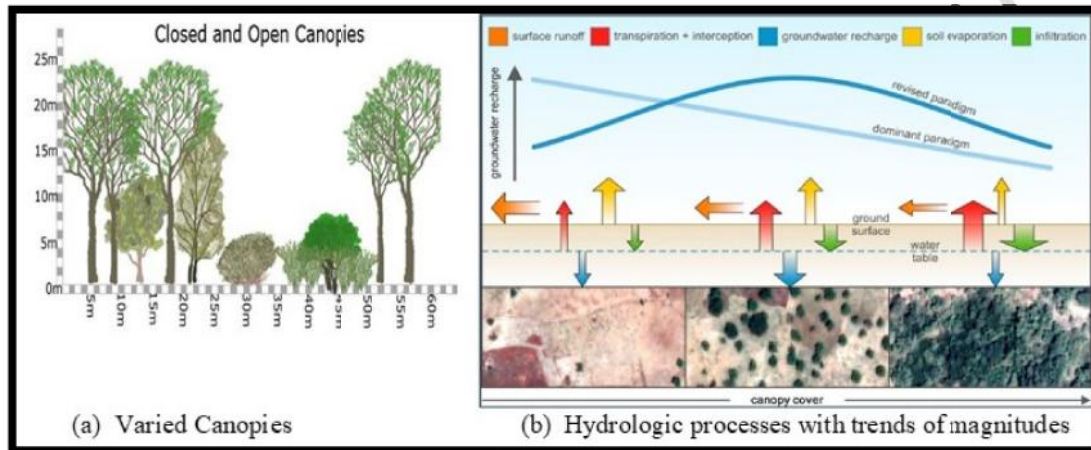 Closed and Open Canopies
25m
20m
15m
10m
5m
0m
5m
10m
15m
20m
25m
30m
35m
40m
50m
55m
60m
surface runoff
transpiration + interception
groundwater recharge
soil evaporation
infiltration
groundwater recharge
revised paradigm
dominant paradigm
ground
surface
water
table
canopy cover
(a) Varied Canopies
(b) Hydrologic processes with trends of magnitudes